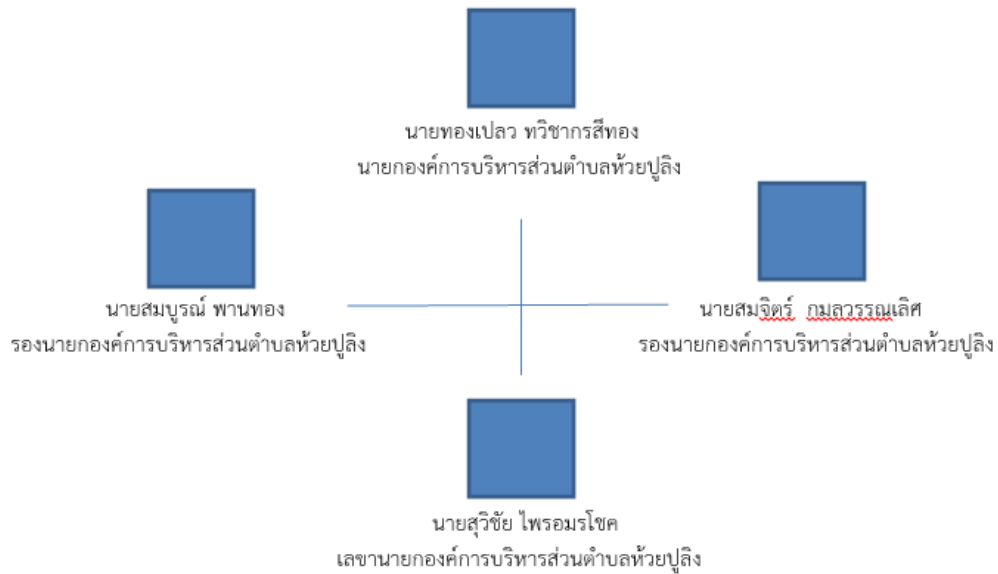 นายทองเปลว ทวิชากรสีทอง
นายกองค์การบริหารส่วนตำบลห้วยปูลิง
นายสมบูรณ์ พานทอง
รองนายกองค์การบริหารส่วนตำบลห้วยปูลิง
นายสมจิตร์ กมลวรรณเลิศ
รองนายกองค์การบริหารส่วนตำบลห้วยปูลิง
นายสุวิชัย ไพรอมรโชค
เลขานายกองค์การบริหารส่วนตำบลห้วยปูลิง